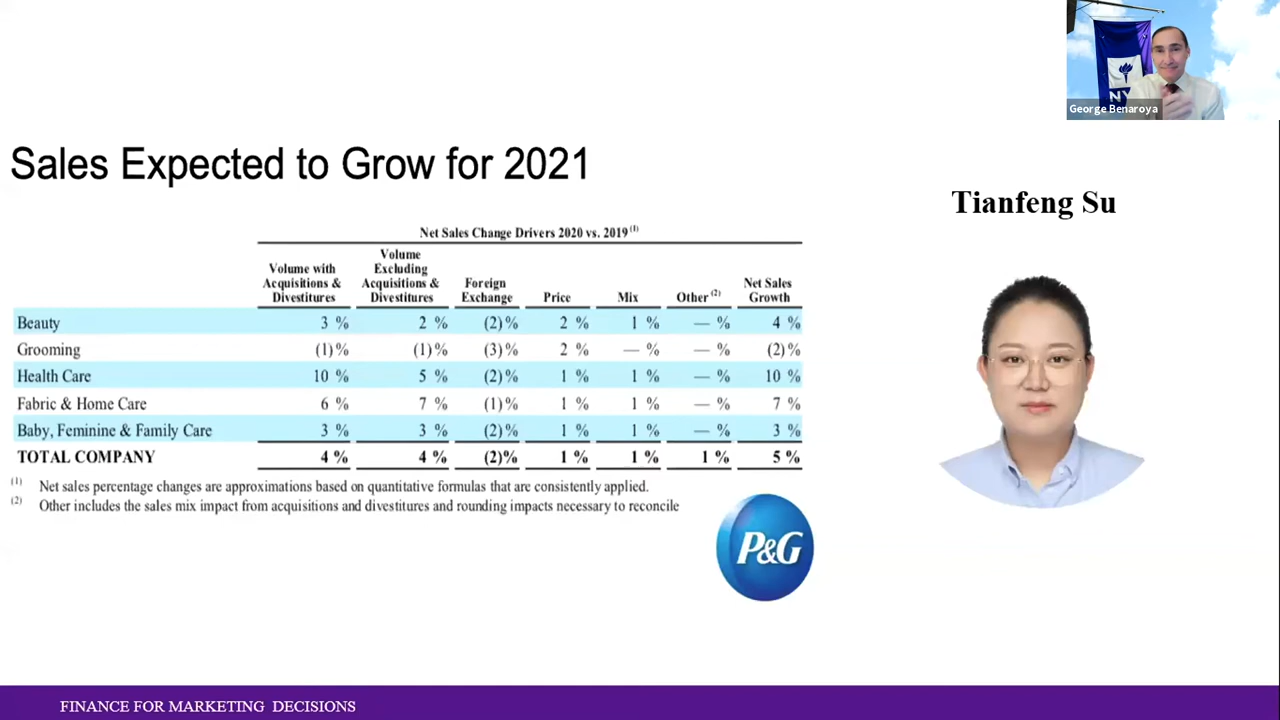 NY
George Benaroya
Sales Expected to Grow for 2021
Tianfeng Su
Net Sales Change Drivers 2020 vs. 2019 (1)
Volume with Acquisitions & Divestitures Volume Excluding Acquisitions & Divestitures Foreign Exchange Price Mix Other (2) Net Sales Growth
Beauty 3 % 2 % (2)% 2 % 1 % — % 4 %
Grooming (1)% (1)% (3)% 2 % — % — % (2)%
Health Care 10 % 5 % (2)% 1 % 1 % — % 10 %
Fabric & Home Care 6 % 7 % (1)% 1 % 1 % — % 7 %
Baby, Feminine & Family Care 3 % 3 % (2)% 1 % 1 % — % 3 %
TOTAL COMPANY 4 % 4 % (2)% 1 % 1 % 1 % 5 %
(1) Net sales percentage changes are approximations based on quantitative formulas that are consistently applied.
(2) Other includes the sales mix impact from acquisitions and divestitures and rounding impacts necessary to reconcile
P&G
FINANCE FOR MARKETING DECISIONS